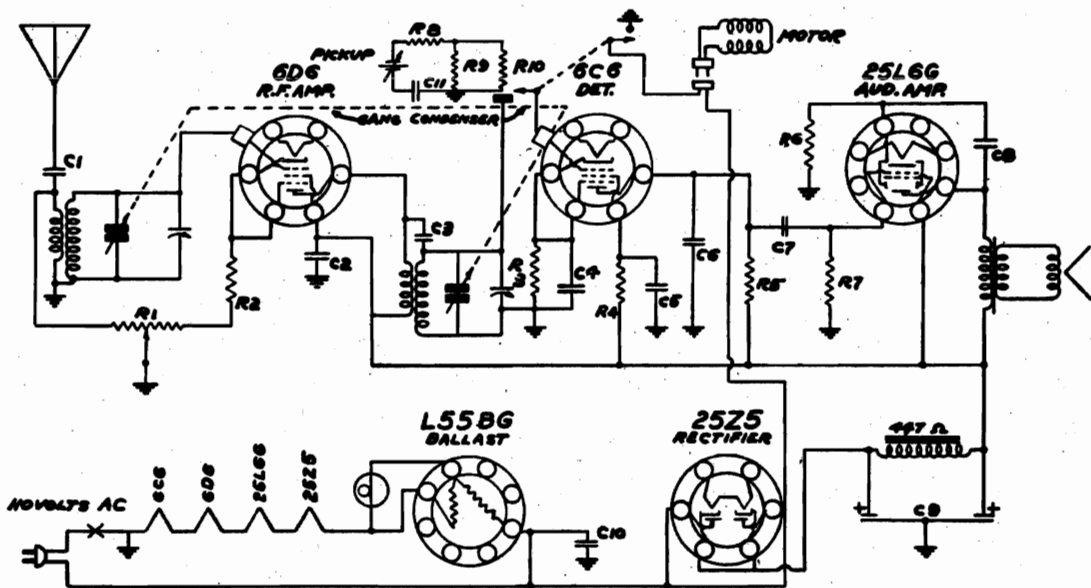 R8
PICKUP
R9
R10
C11
6D6
R.F. AMP.
GANG CONDENSER
6C6
DET.
MOTOR
25L6G
AUD. AMP.
R6
C8
C1
C2
C3
R2
R1
R3
C4
R4
C5
C6
C7
R5
R7
L55BG
BALLAST
25Z5
RECTIFIER
447 Ω
110 VOLTS AC
6C6
6D6
25L6G
25Z5
C10
+ C9 +